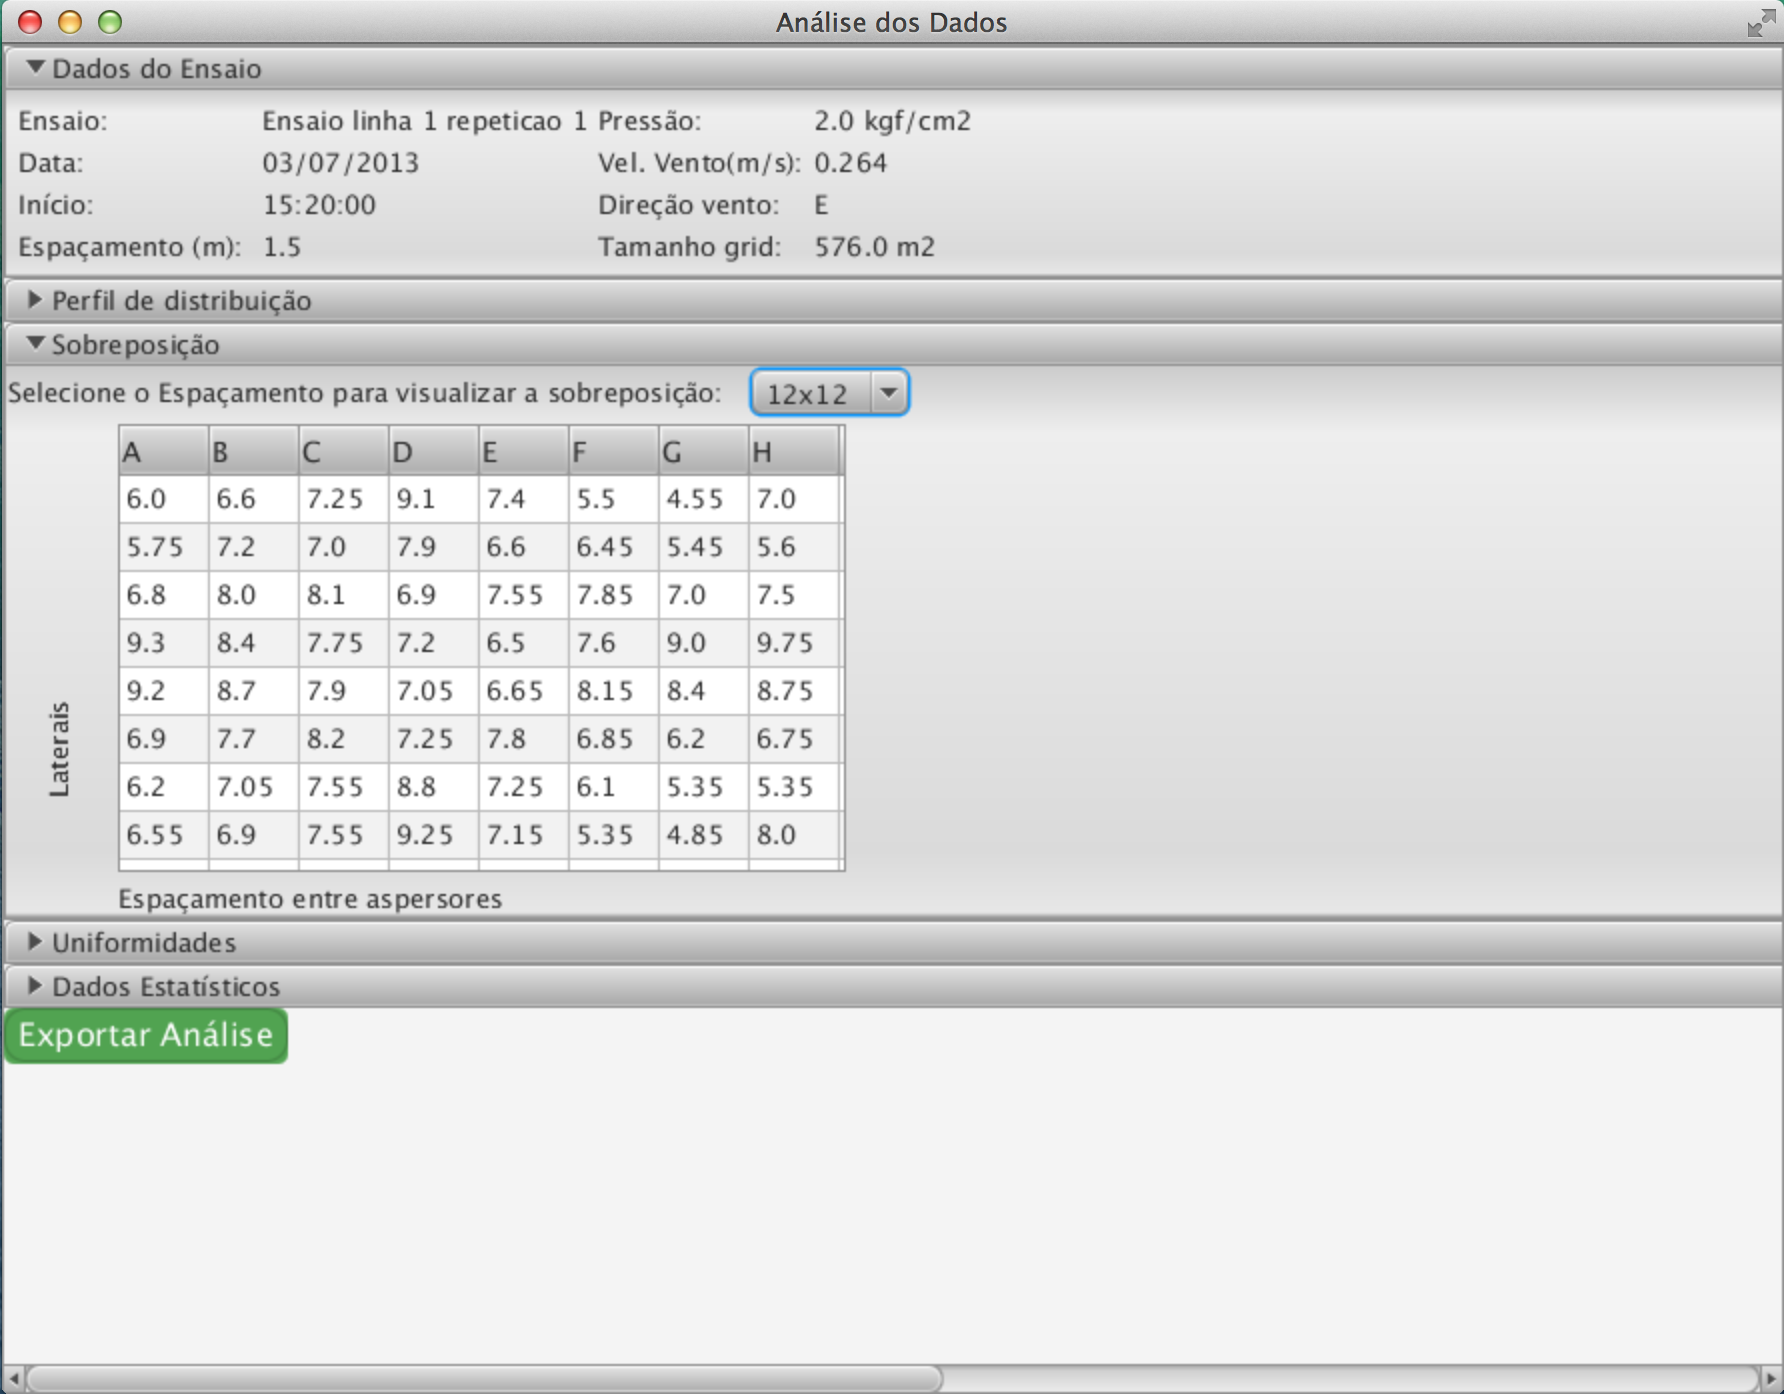 Análise dos Dados
Dados do Ensaio
Ensaio: Ensaio linha 1 repeticao 1 Pressão: 2.0 kgf/cm2
Data: 03/07/2013 Vel. Vento(m/s): 0.264
Início: 15:20:00 Direção vento: E
Espaçamento (m): 1.5 Tamanho grid: 576.0 m2
Perfil de distribuição
Sobreposição
Selecione o Espaçamento para visualizar a sobreposição: 12x12
A B C D E F G H
6.0 6.6 7.25 9.1 7.4 5.5 4.55 7.0
5.75 7.2 7.0 7.9 6.6 6.45 5.45 5.6
6.8 8.0 8.1 6.9 7.55 7.85 7.0 7.5
9.3 8.4 7.75 7.2 6.5 7.6 9.0 9.75
9.2 8.7 7.9 7.05 6.65 8.15 8.4 8.75
6.9 7.7 8.2 7.25 7.8 6.85 6.2 6.75
6.2 7.05 7.55 8.8 7.25 6.1 5.35 5.35
6.55 6.9 7.55 9.25 7.15 5.35 4.85 8.0
Laterais
Espaçamento entre aspersores
Uniformidades
Dados Estatísticos
Exportar Análise